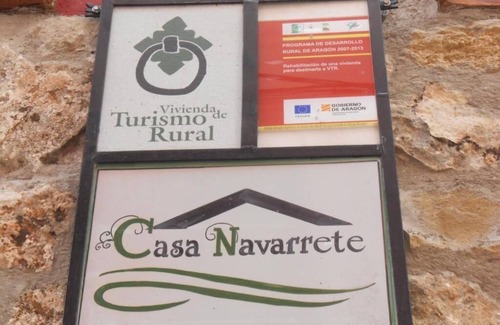 Vivienda
Turismo de
Rural
PROGRAMA DE DESARROLLO
RURAL DE ARAGÓN 2007-2013
Rehabilitación de una vivienda
para destinarla a VTR.
GOBIERNO
DE ARAGON
Casa Navarrete